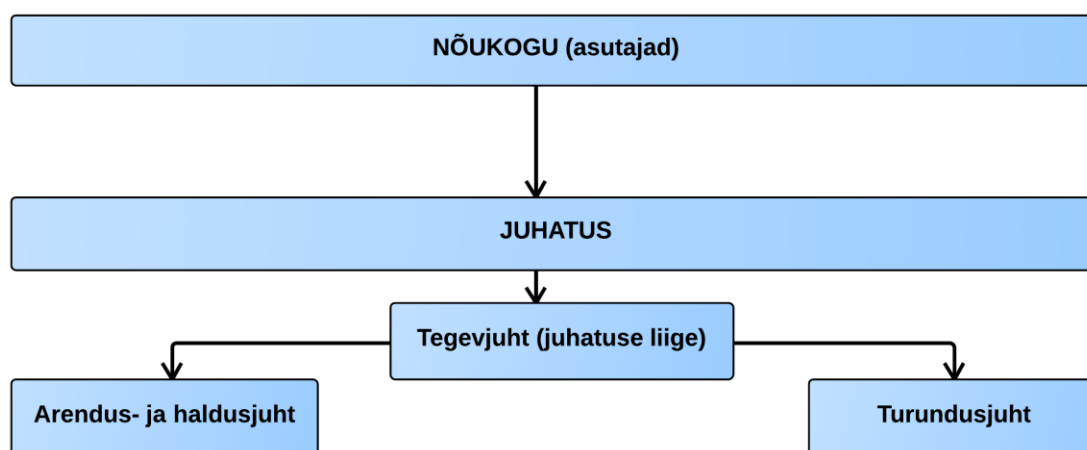 NÕUKOGU (asutajad)
JUHATUS
Tegevjuht (juhatuse liige)
Arendus- ja haldusjuht
Turundusjuht